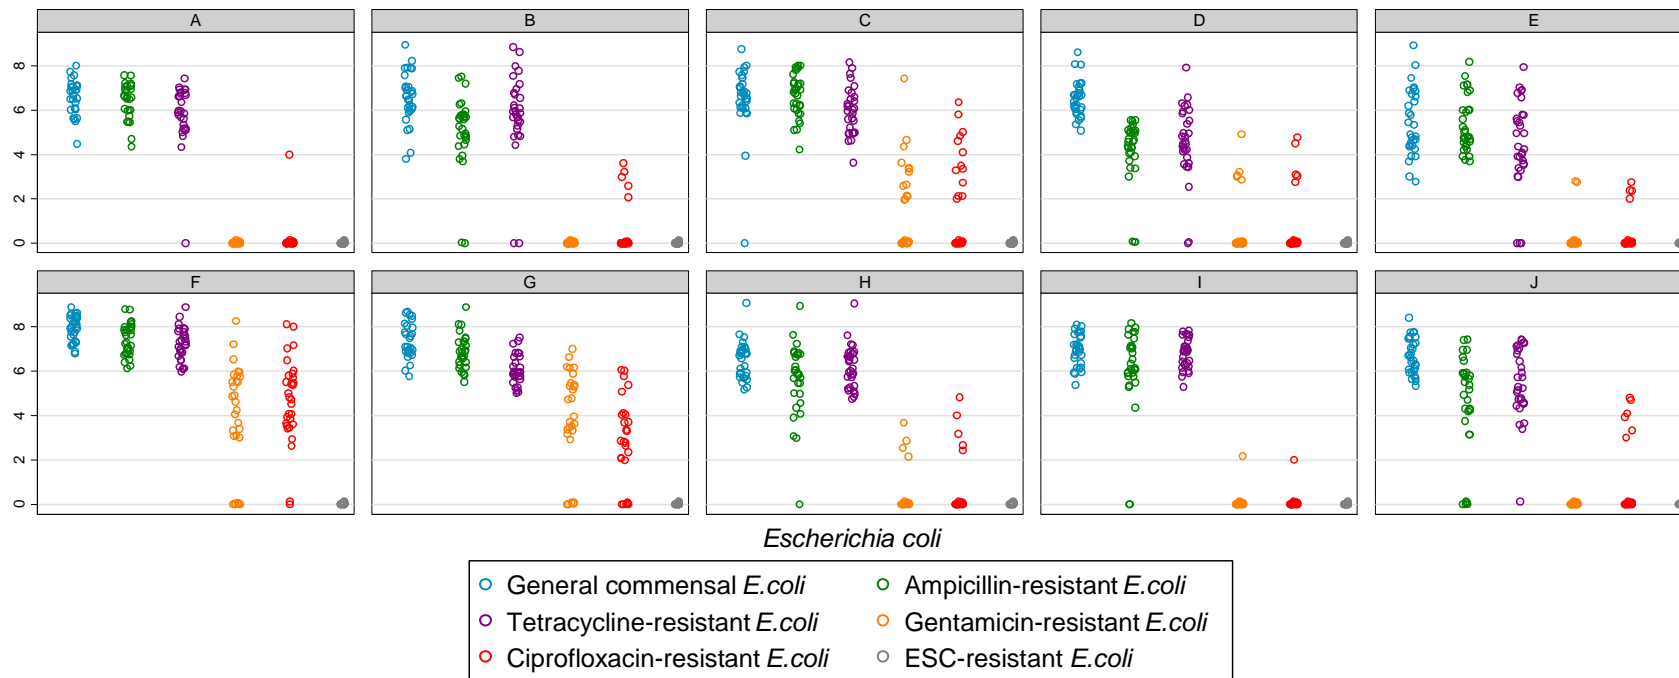 A B C D E
8
6
4
2
0
F G H I J
8
6
4
2
0
Escherichia coli
General commensal E.coli Ampicillin-resistant E.coli
Tetracycline-resistant E.coli Gentamicin-resistant E.coli
Ciprofloxacin-resistant E.coli ESC-resistant E.coli